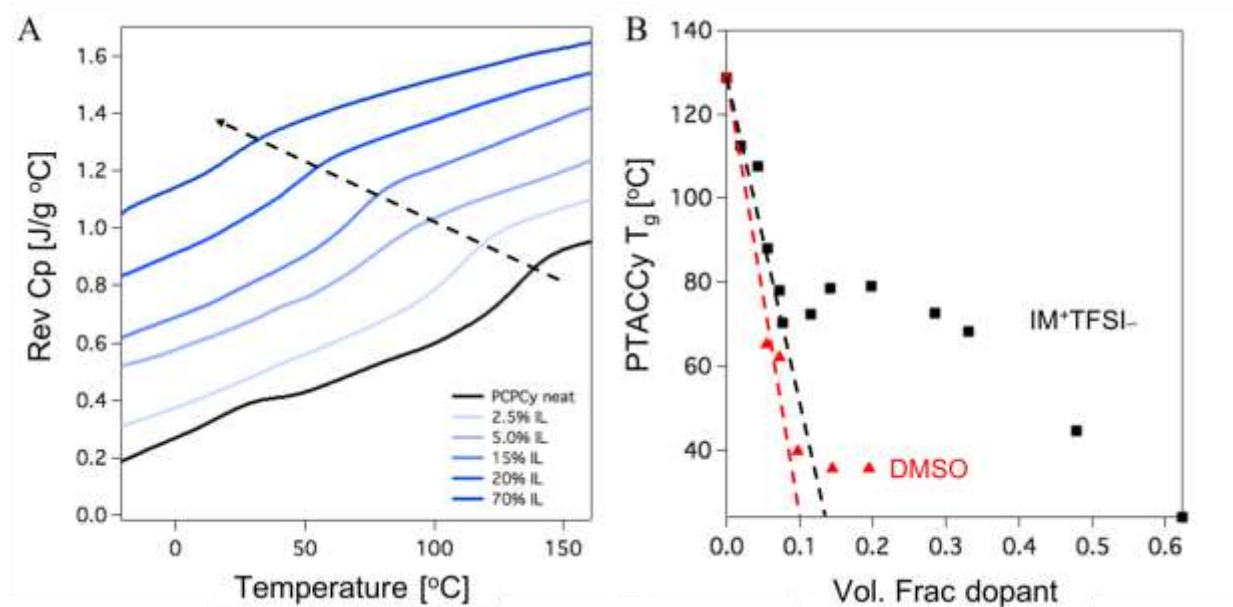 A
Rev Cp [J/g °C]
1.6
1.4
1.2
1.0
0.8
0.6
0.4
0.2
0.0
PCPCy neat
2.5% IL
5.0% IL
15% IL
20% IL
70% IL
0
50
100
150
Temperature [°C]
B
PTACCy Tg [°C]
140
120
100
80
60
40
IM+TFSI–
DMSO
0.0
0.1
0.2
0.3
0.4
0.5
0.6
Vol. Frac dopant